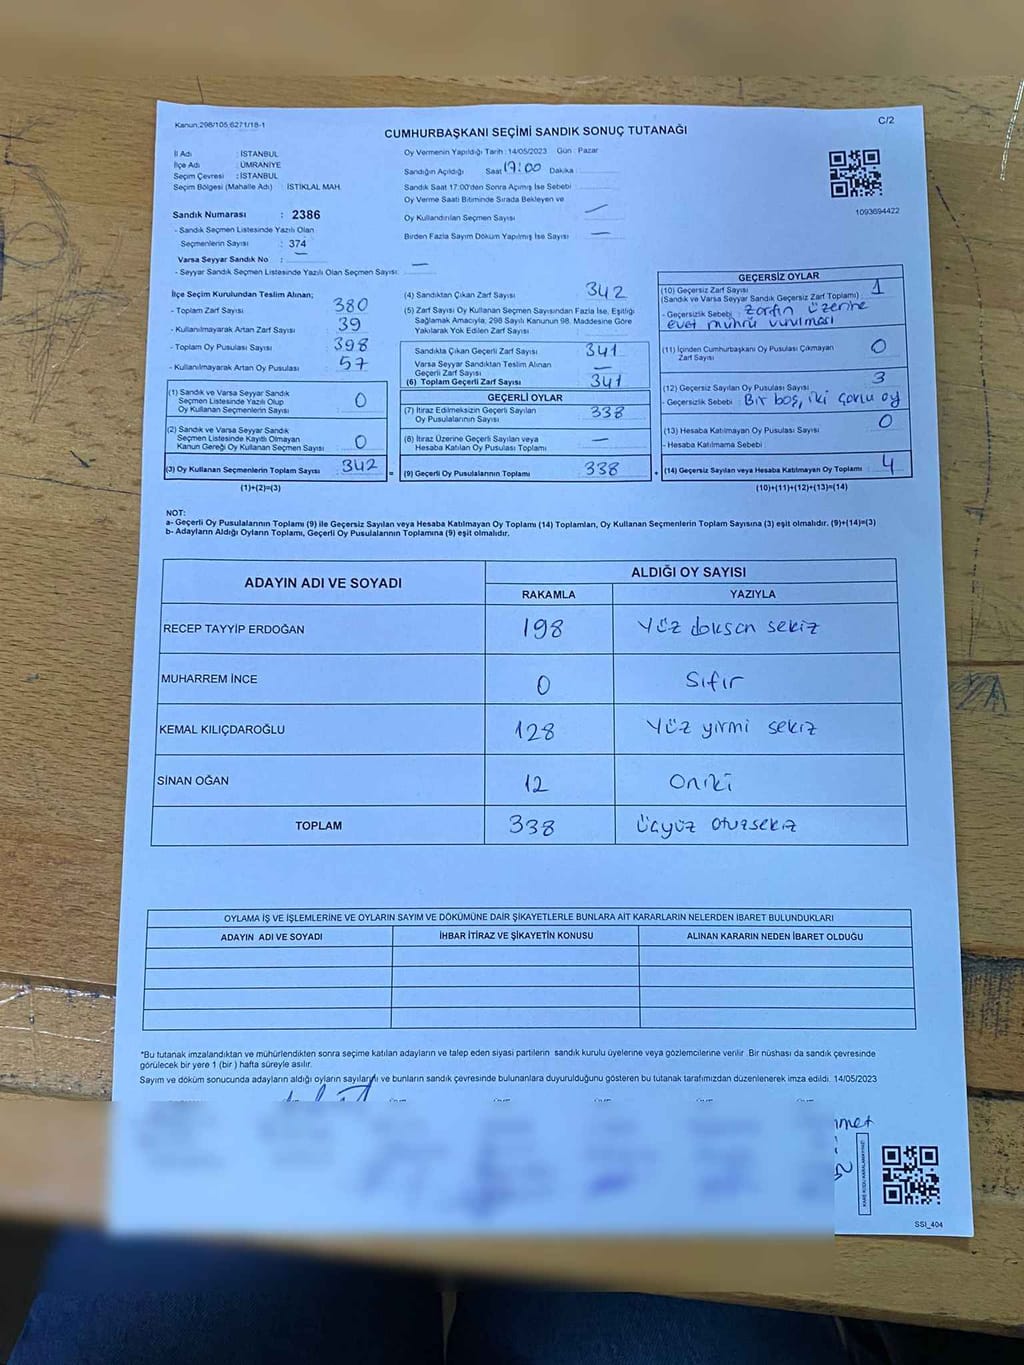 Kanun:298/105 6271/18-1
C/2
CUMHURBAŞKANI SEÇİMİ SANDIK SONUÇ TUTANAĞI
İl Adı : İSTANBUL
İlçe Adı : ÜMRANİYE
Seçim Çevresi : İSTANBUL
Seçim Bölgesi (Mahalle Adı) : İSTİKLAL MAH.
Sandık Numarası : 2386
- Sandık Seçmen Listesinde Yazılı Olan
Seçmenlerin Sayısı : 374
Varsa Seyyar Sandık No : —
- Seyyar Sandık Seçmen Listesinde Yazılı Olan Seçmen Sayısı: —
Oy Vermenin Yapıldığı Tarih : 14/05/2023 Gün : Pazar
Sandığın Açıldığı Saat 17:00 Dakika
Sandık Saat 17:00'den Sonra Açımış İse Sebebi
Oy Verme Saati Bitiminde Sırada Bekleyen ve
Oy Kullandırılan Seçmen Sayısı —
Birden Fazla Sayım Döküm Yapılmış İse Sayısı —
1093694422
İlçe Seçim Kurulundan Teslim Alınan;
- Toplam Zarf Sayısı 380
- Kullanılmayarak Artan Zarf Sayısı 39
- Toplam Oy Pusulası Sayısı 398
- Kullanılmayarak Artan Oy Pusulası 57
(1) Sandık ve Varsa Seyyar Sandık
Seçmen Listesinde Yazılı Olup
Oy Kullanan Seçmenlerin Sayısı 0
(2) Sandık ve Varsa Seyyar Sandık
Seçmen Listesinde Kayıtlı Olmayan
Kanun Gereği Oy Kullanan Seçmen Sayısı 0
(3) Oy Kullanan Seçmenlerin Toplam Sayısı 342 =
(1)+(2)=(3)
(4) Sandıktan Çıkan Zarf Sayısı 342
(5) Zarf Sayısı Oy Kullanan Seçmen Sayısından Fazla İse, Eşitliği
Sağlamak Amacıyla; 298 Sayılı Kanunun 98. Maddesine Göre
Yakılarak Yok Edilen Zarf Sayısı
Sandıkta Çıkan Geçerli Zarf Sayısı 341
Varsa Seyyar Sandıktan Teslim Alınan
Geçerli Zarf Sayısı —
(6) Toplam Geçerli Zarf Sayısı 341
GEÇERLİ OYLAR
(7) İtiraz Edilmeksizin Geçerli Sayılan
Oy Pusulalarının Sayısı 338
(8) İtiraz Üzerine Geçerli Sayılan veya
Hesaba Katılan Oy Pusulası Toplamı —
(9) Geçerli Oy Pusulalarının Toplamı 338 +
GEÇERSİZ OYLAR
(10) Geçersiz Zarf Sayısı 1
(Sandık ve Varsa Seyyar Sandık Geçersiz Zarf Toplamı)
- Geçersizlik Sebebi : Zarfın üzerine
evet mührü vurulması
(11) İçinden Cumhurbaşkanı Oy Pusulası Çıkmayan
Zarf Sayısı 0
(12) Geçersiz Sayılan Oy Pusulası Sayısı 3
- Geçersizlik Sebebi : Bir boş, iki oy
(13) Hesaba Katılmayan Oy Pusulası Sayısı 0
- Hesaba Katılmama Sebebi :
(14) Geçersiz Sayılan veya Hesaba Katılmayan Oy Toplamı 4
(10)+(11)+(12)+(13)=(14)
NOT:
a- Geçerli Oy Pusulalarının Toplamı (9) ile Geçersiz Sayılan veya Hesaba Katılmayan Oy Toplamı (14) Toplamları, Oy Kullanan Seçmenlerin Toplam Sayısına (3) eşit olmalıdır. (9)+(14)=(3)
b- Adayların Aldığı Oyların Toplamı, Geçerli Oy Pusulalarının Toplamına (9) eşit olmalıdır.
ADAYIN ADI VE SOYADI
ALDIĞI OY SAYISI
RAKAMLA YAZIYLA
RECEP TAYYİP ERDOĞAN 198 Yüz doksan sekiz
MUHARREM İNCE 0 Sıfır
KEMAL KILIÇDAROĞLU 128 Yüz yirmi sekiz
SİNAN OĞAN 12 Oniki
TOPLAM 338 Üçyüz otuzsekiz
OYLAMA İŞ VE İŞLEMLERİNE VE OYLARIN SAYIM VE DÖKÜMÜNE DAİR ŞİKAYETLERLE BUNLARA AİT KARARLARIN NELERDEN İBARET BULUNDUKLARI
ADAYIN ADI VE SOYADI İHBAR İTİRAZ VE ŞİKAYETİN KONUSU ALINAN KARARIN NEDEN İBARET OLDUĞU
*Bu tutanak imzalandıktan ve mühürlendikten sonra seçime katılan adayların ve talep eden siyasi partilerin sandık kurulu üyelerine veya gözlemcilerine verilir .Bir nüshası da sandık çevresinde
görülecek bir yere 1 (bir ) hafta süreyle asılır.
Sayım ve döküm sonucunda adayların aldığı oyların sayıları ve bunların sandık çevresinde bulunanlara duyurulduğunu gösteren bu tutanak tarafımızdan düzenlenerek imza edildi. 14/05/2023
SSI_404